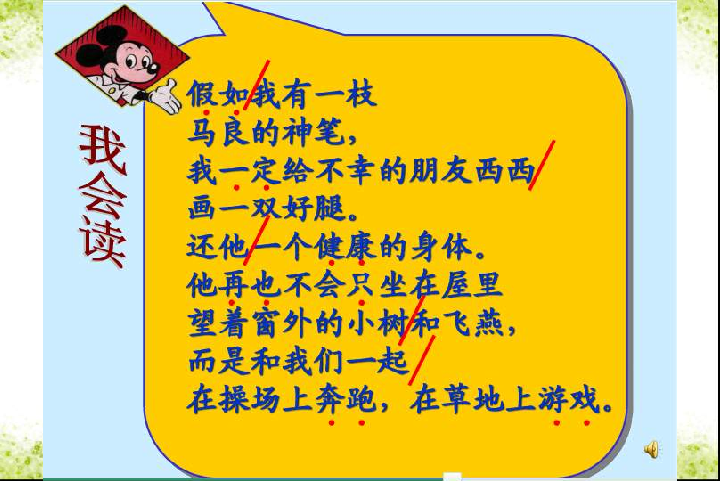 我会读
假如我有一枝
马良的神笔，
我一定给不幸的朋友西西
画一双好腿。
还他一个健康的身体。
他再也不会只坐在屋里
望着窗外的小树和飞燕，
而是和我们一起
在操场上奔跑，在草地上游戏。